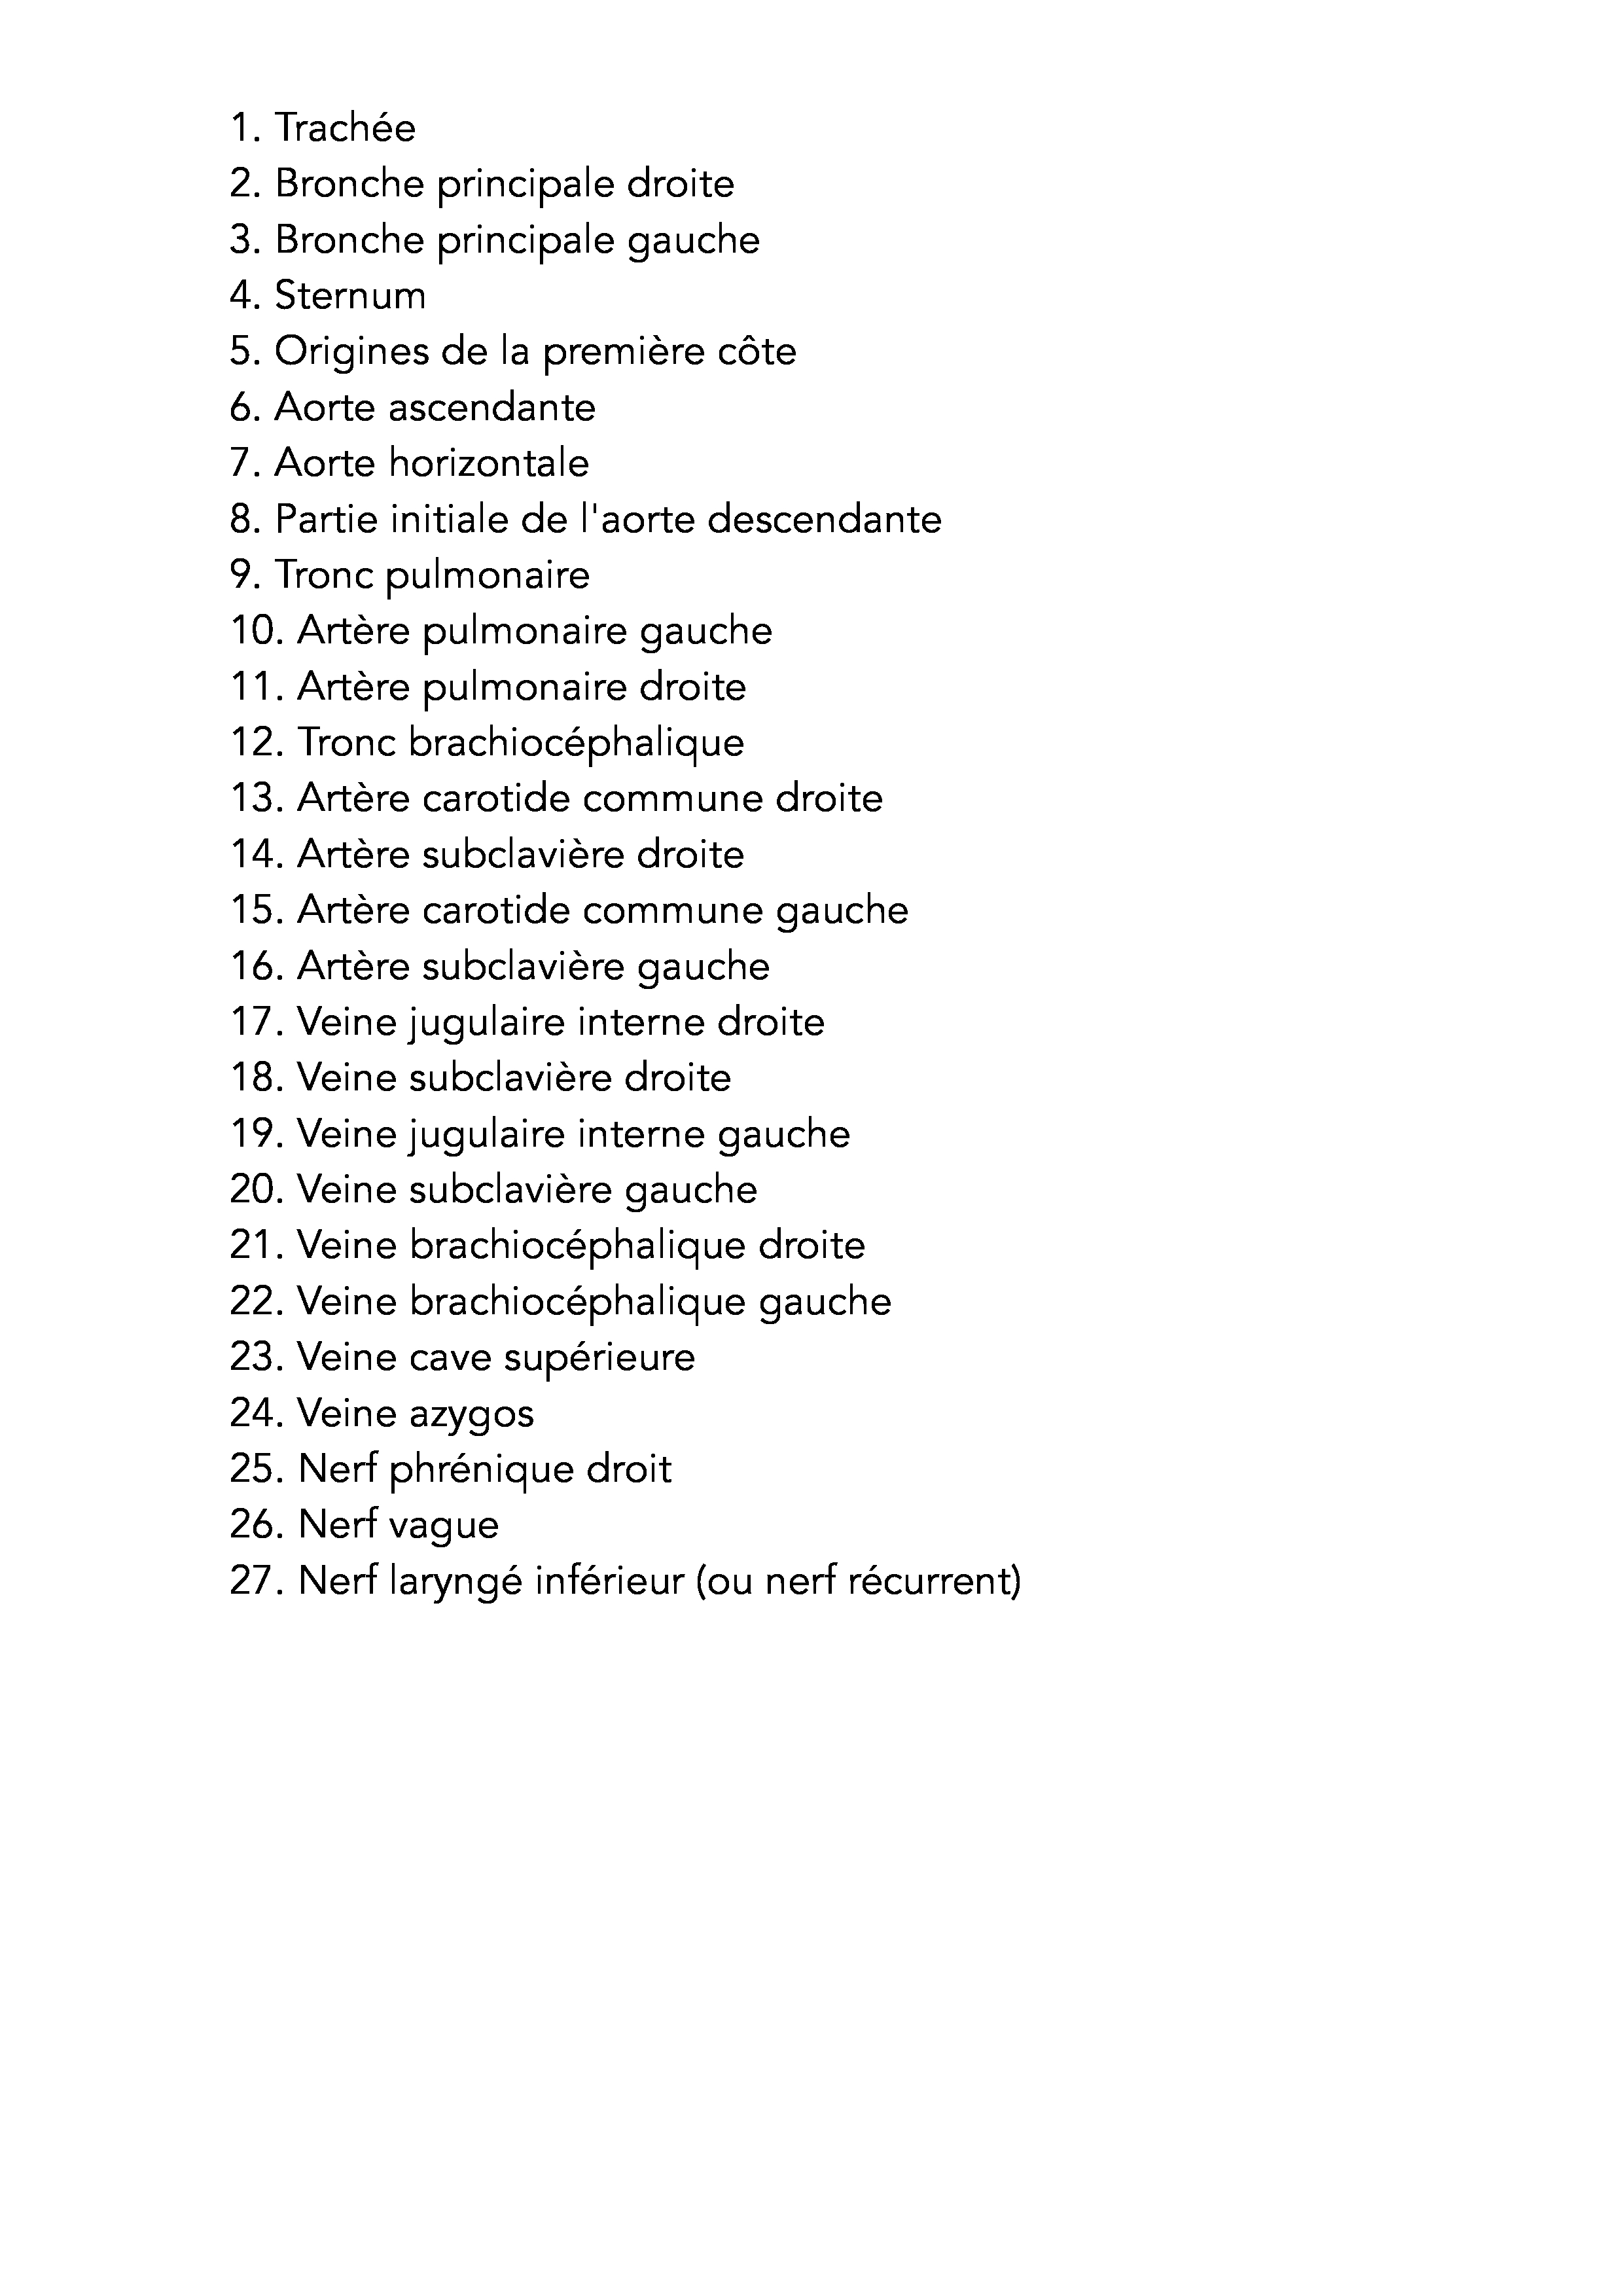 1. Trachée
2. Bronche principale droite
3. Bronche principale gauche
4. Sternum
5. Origines de la première côte
6. Aorte ascendante
7. Aorte horizontale
8. Partie initiale de l'aorte descendante
9. Tronc pulmonaire
10. Artère pulmonaire gauche
11. Artère pulmonaire droite
12. Tronc brachiocéphalique
13. Artère carotide commune droite
14. Artère subclavière droite
15. Artère carotide commune gauche
16. Artère subclavière gauche
17. Veine jugulaire interne droite
18. Veine subclavière droite
19. Veine jugulaire interne gauche
20. Veine subclavière gauche
21. Veine brachiocéphalique droite
22. Veine brachiocéphalique gauche
23. Veine cave supérieure
24. Veine azygos
25. Nerf phrénique droit
26. Nerf vague
27. Nerf laryngé inférieur (ou nerf récurrent)